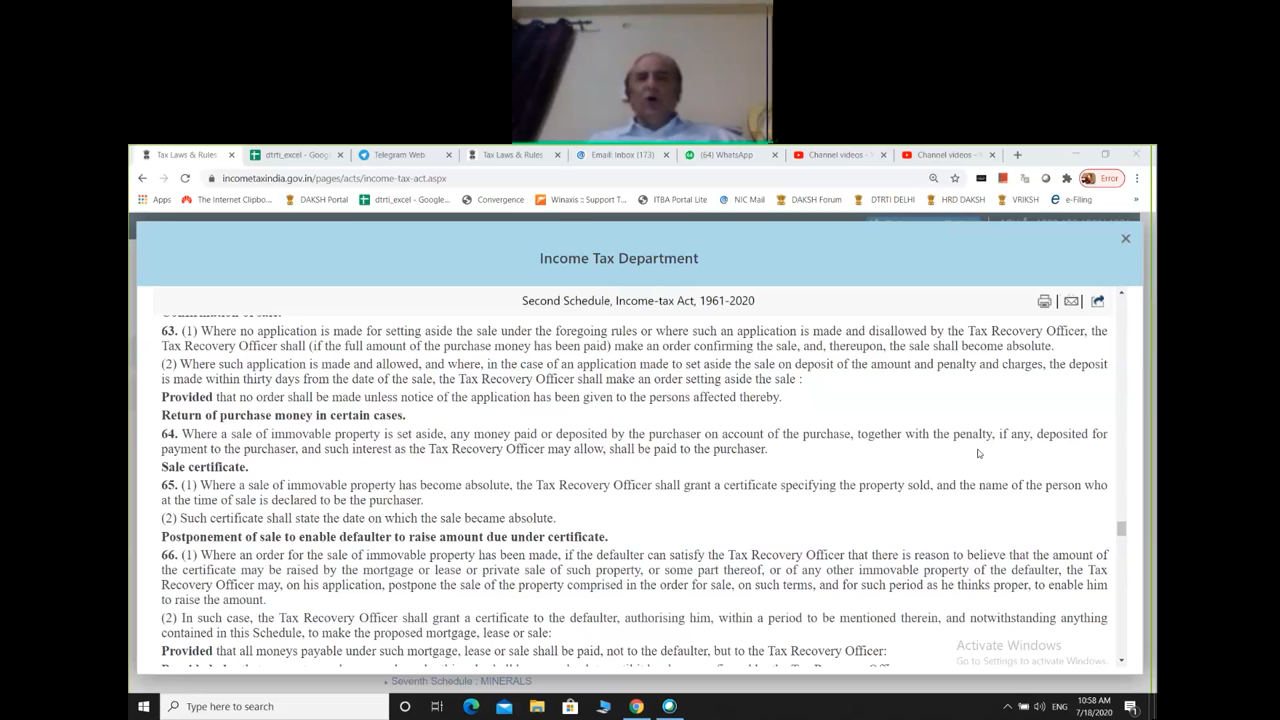 Tax Laws & Rules
dtrti_excel - Goog
Telegram Web
Tax Laws & Rules
Email: Inbox (173)
(64) WhatsApp
Channel videos - Y
Channel videos - Y
incometaxindia.gov.in/pages/acts/income-tax-act.aspx
Error
Apps
The Internet Clipbo...
DAKSH Portal
dtrti_excel - Google...
Convergence
Winaxis :: Support T...
ITBA Portal Lite
NIC Mail
DAKSH Forum
DTRTI DELHI
HRD DAKSH
VRIKSH
e-Filing
Income Tax Department
Second Schedule, Income-tax Act, 1961-2020
63. (1) Where no application is made for setting aside the sale under the foregoing rules or where such an application is made and disallowed by the Tax Recovery Officer, the
Tax Recovery Officer shall (if the full amount of the purchase money has been paid) make an order confirming the sale, and, thereupon, the sale shall become absolute.
(2) Where such application is made and allowed, and where, in the case of an application made to set aside the sale on deposit of the amount and penalty and charges, the deposit
is made within thirty days from the date of the sale, the Tax Recovery Officer shall make an order setting aside the sale :
Provided that no order shall be made unless notice of the application has been given to the persons affected thereby.
Return of purchase money in certain cases.
64. Where a sale of immovable property is set aside, any money paid or deposited by the purchaser on account of the purchase, together with the penalty, if any, deposited for
payment to the purchaser, and such interest as the Tax Recovery Officer may allow, shall be paid to the purchaser.
Sale certificate.
65. (1) Where a sale of immovable property has become absolute, the Tax Recovery Officer shall grant a certificate specifying the property sold, and the name of the person who
at the time of sale is declared to be the purchaser.
(2) Such certificate shall state the date on which the sale became absolute.
Postponement of sale to enable defaulter to raise amount due under certificate.
66. (1) Where an order for the sale of immovable property has been made, if the defaulter can satisfy the Tax Recovery Officer that there is reason to believe that the amount of
the certificate may be raised by the mortgage or lease or private sale of such property, or some part thereof, or of any other immovable property of the defaulter, the Tax
Recovery Officer may, on his application, postpone the sale of the property comprised in the order for sale, on such terms, and for such period as he thinks proper, to enable him
to raise the amount.
(2) In such case, the Tax Recovery Officer shall grant a certificate to the defaulter, authorising him, within a period to be mentioned therein, and notwithstanding anything
contained in this Schedule, to make the proposed mortgage, lease or sale:
Provided that all moneys payable under such mortgage, lease or sale shall be paid, not to the defaulter, but to the Tax Recovery Officer:
Activate Windows
Go to Settings to activate Windows.
Seventh Schedule : MINERALS
Type here to search
ENG
10:58 AM
7/18/2020